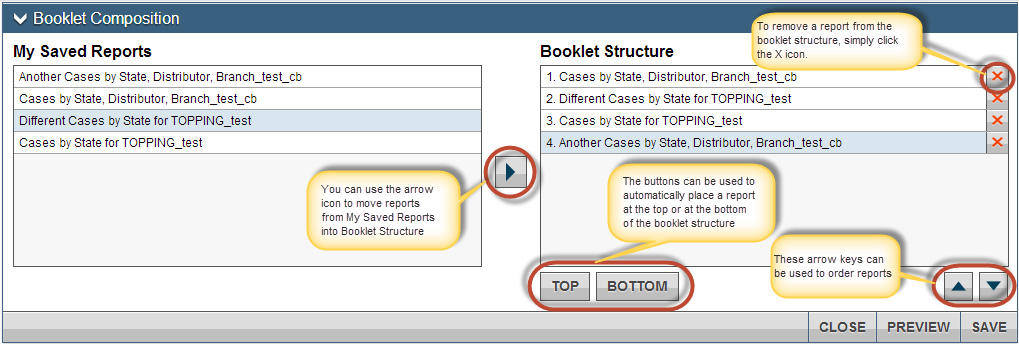 Booklet Composition
My Saved Reports
Another Cases by State, Distributor, Branch_test_cb
Cases by State, Distributor, Branch_test_cb
Different Cases by State for TOPPING_test
Cases by State for TOPPING_test
You can use the arrow
icon to move reports
from My Saved Reports
into Booklet Structure
Booklet Structure
To remove a report from the
booklet structure, simply click
the X icon.
1. Cases by State, Distributor, Branch_test_cb
2. Different Cases by State for TOPPING_test
3. Cases by State for TOPPING_test
4. Another Cases by State, Distributor, Branch_test_cb
The buttons can be used to
automatically place a report
at the top or at the bottom
of the booklet structure
These arrow keys can
be used to order reports
TOP BOTTOM
CLOSE PREVIEW SAVE